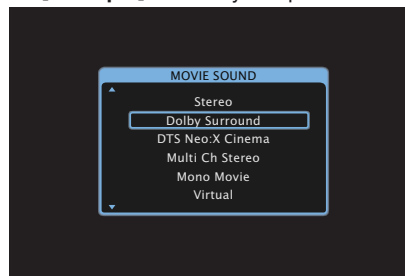 MOVIE SOUND
Stereo
Dolby Surround
DTS Neo:X Cinema
Multi Ch Stereo
Mono Movie
Virtual